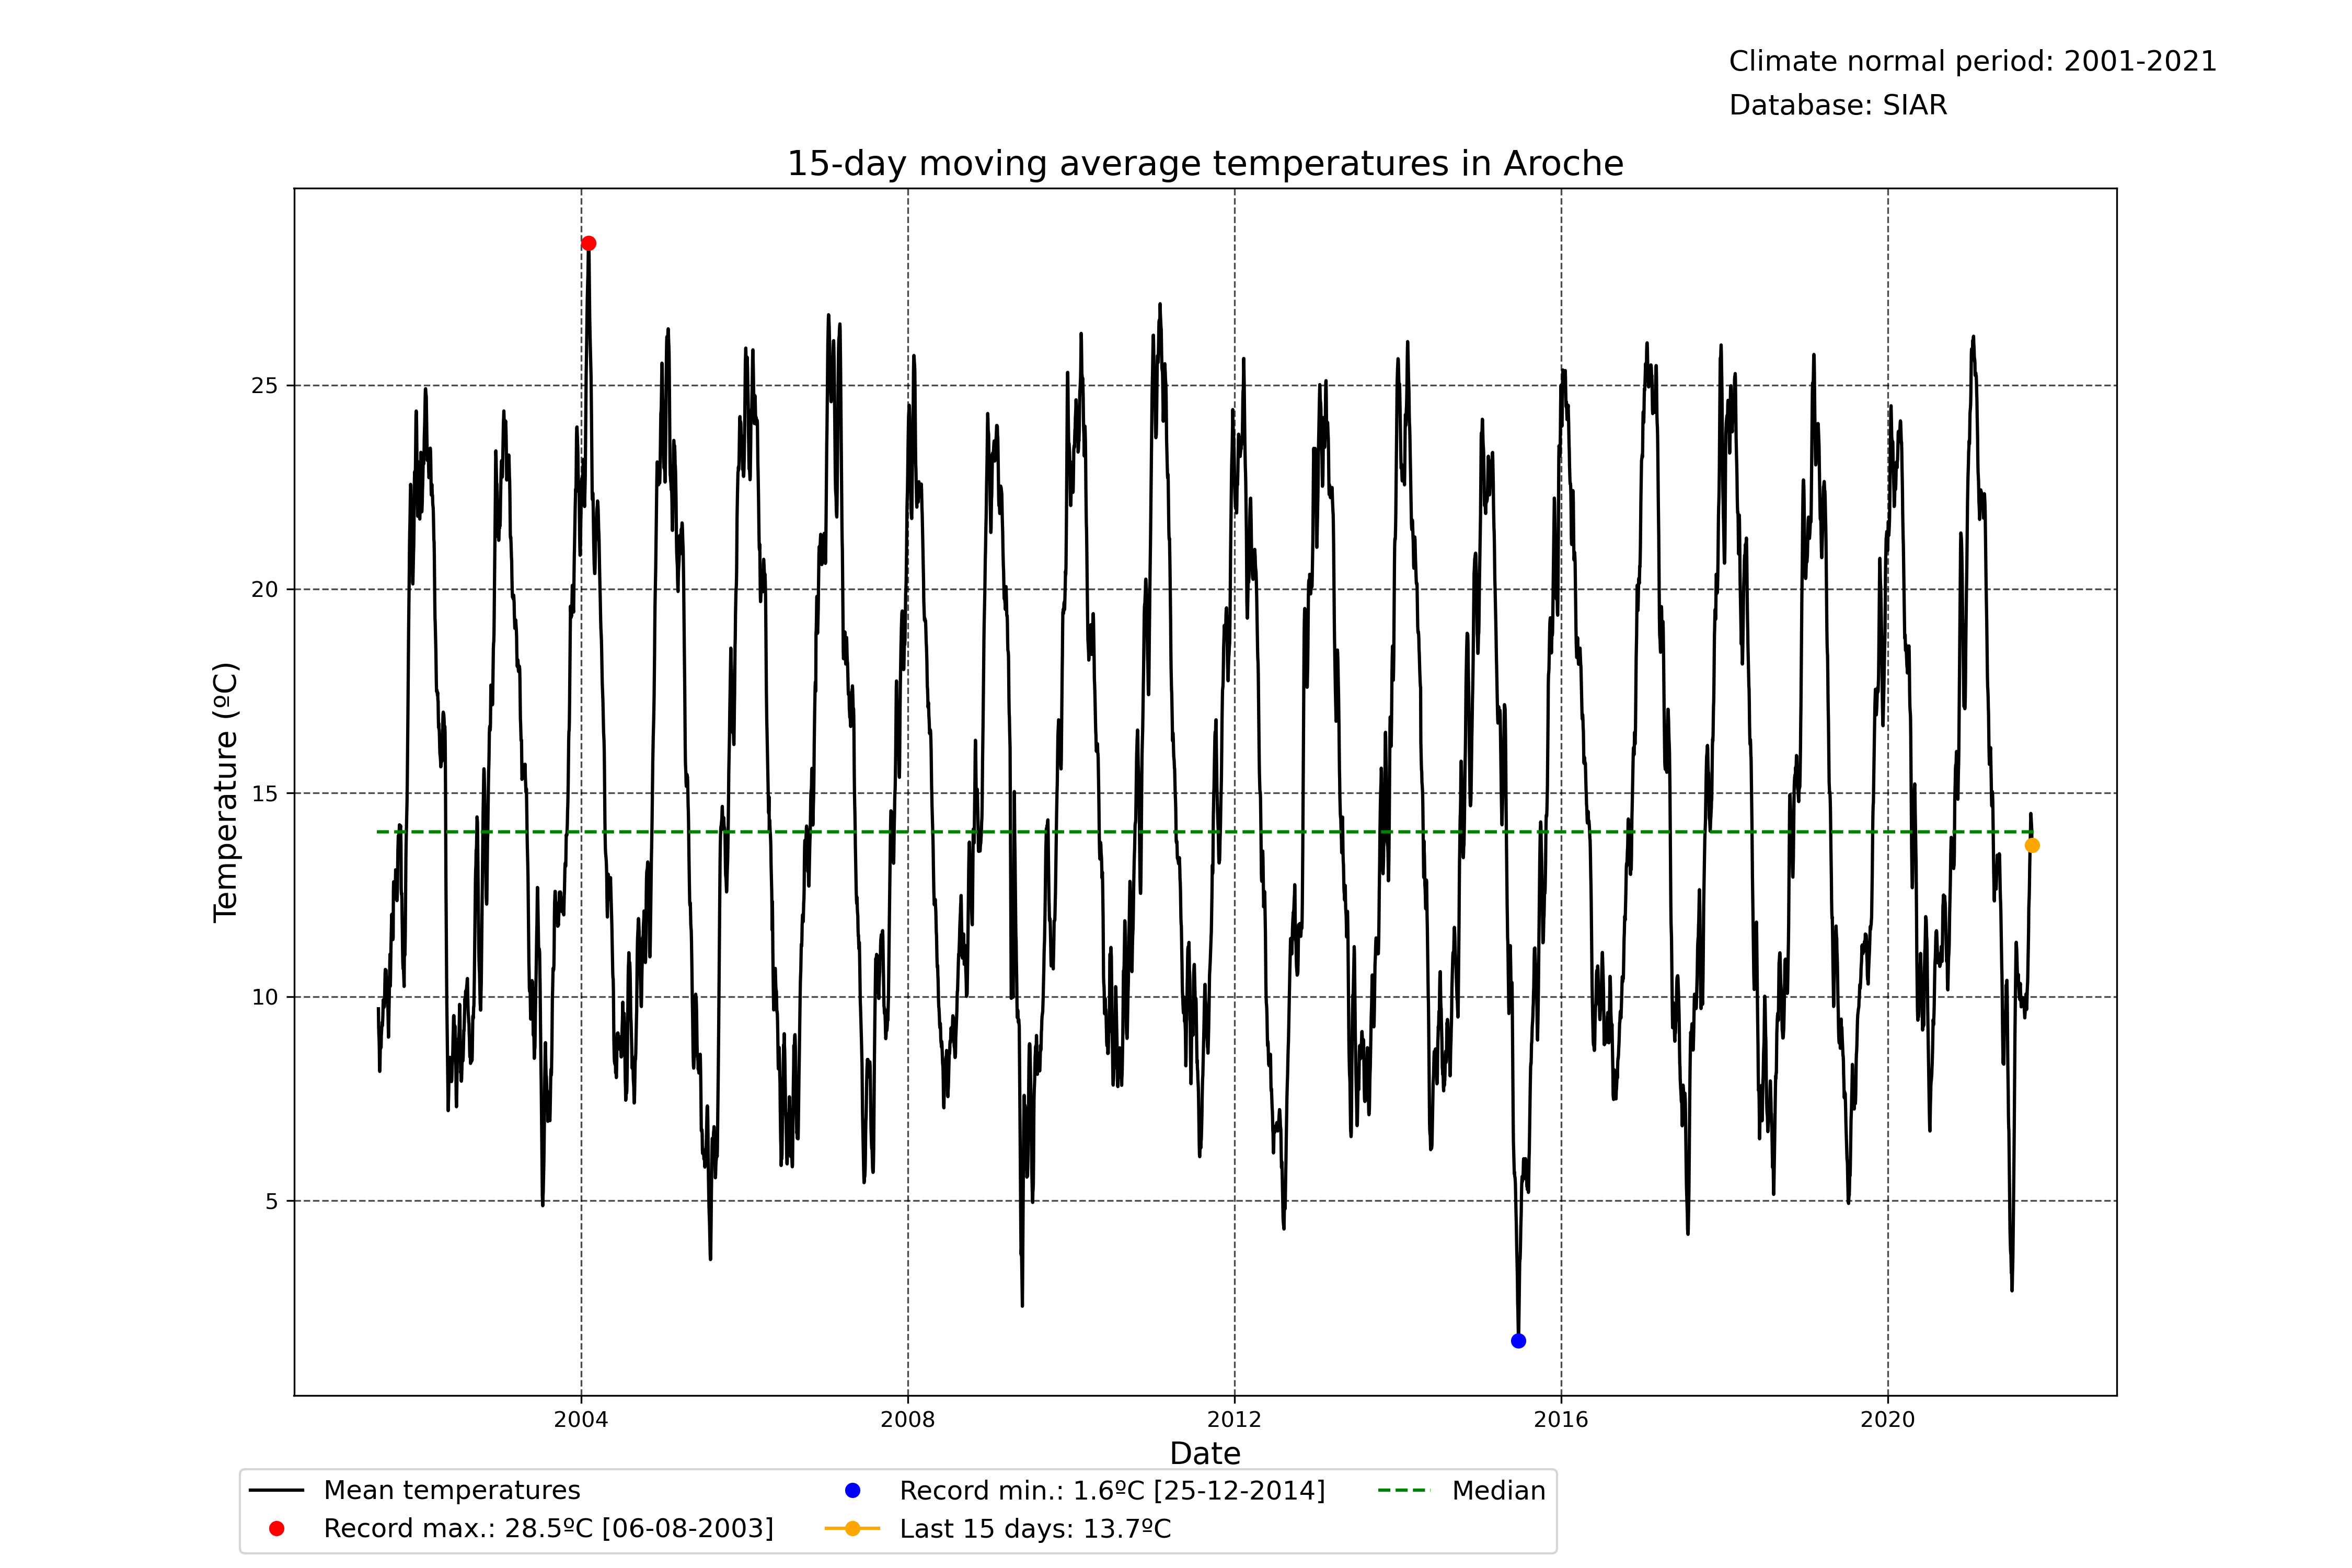 Climate normal period: 2001-2021
Database: SIAR
15-day moving average temperatures in Aroche
Temperature (ºC)
25
20
15
10
5
2004
2008
2012
2016
2020
Date
Mean temperatures
Record max.: 28.5ºC [06-08-2003]
Record min.: 1.6ºC [25-12-2014]
Last 15 days: 13.7ºC
Median